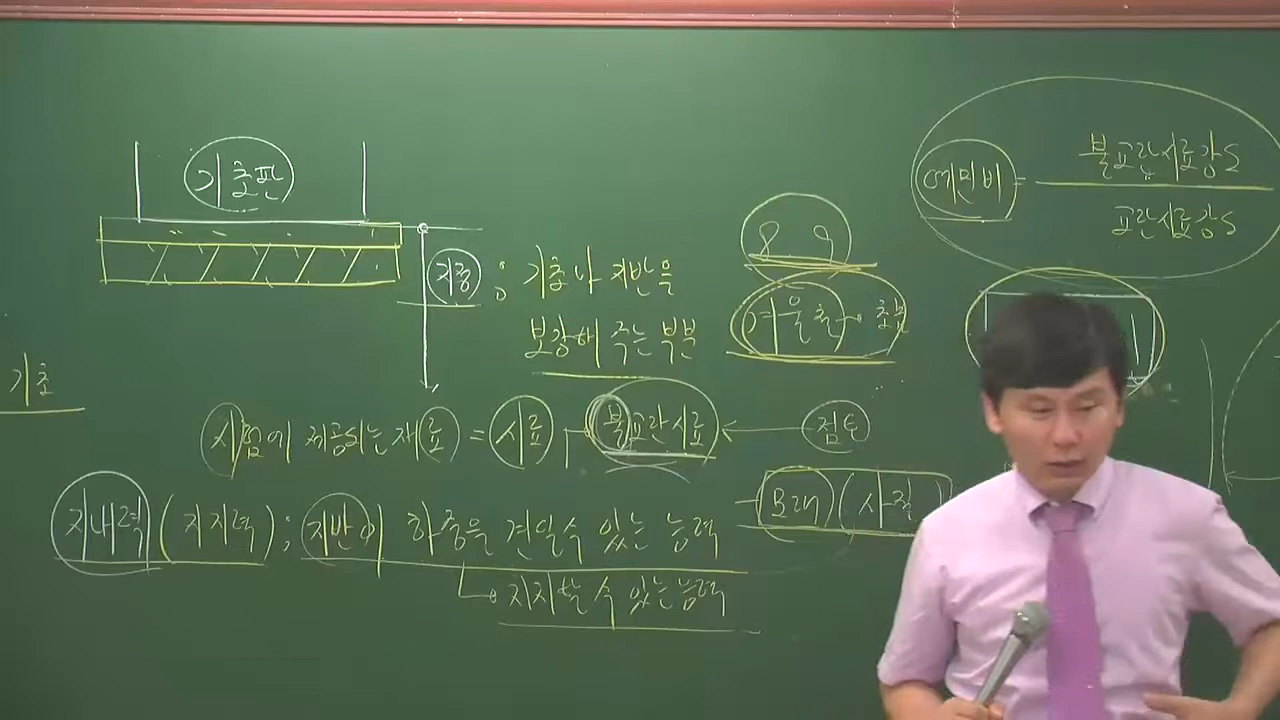 기초판
지정 : 기초나 지반을
보강해 주는 부분
8 9
예민비 = 불교란시료강도
교란시료강도
기초
시험에 제공되는 재료 = 시료
불교란시료
점토
지내력(지지력); 지반이 하중을 견딜수 있는 능력
지지할 수 있는 능력
모래(사질